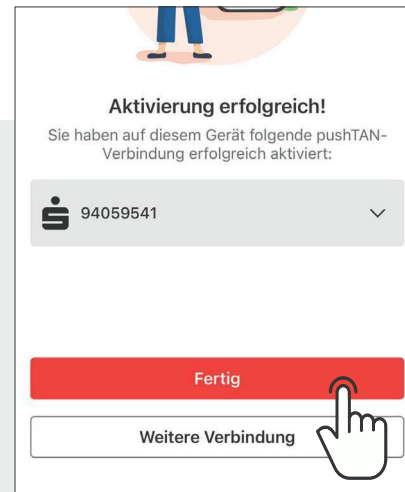 Aktivierung erfolgreich!
Sie haben auf diesem Gerät folgende pushTAN-
Verbindung erfolgreich aktiviert:
94059541
Fertig
Weitere Verbindung